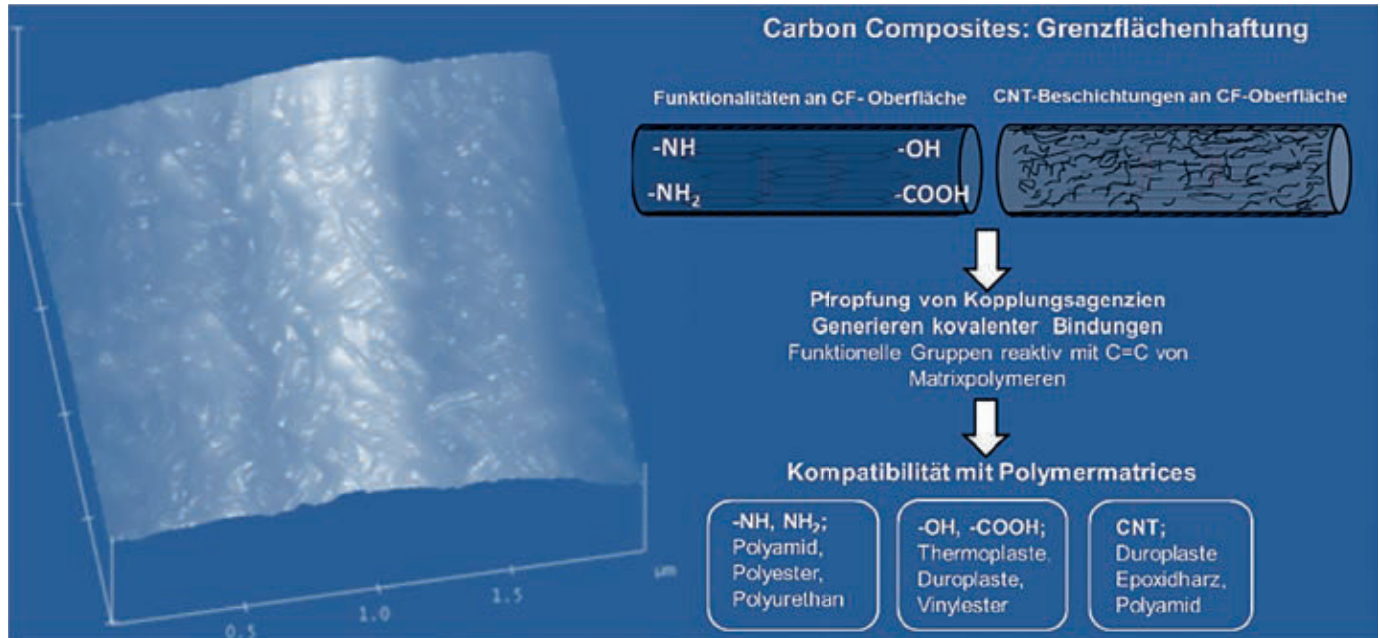 Carbon Composites: Grenzflächenhaftung
Funktionalitäten an CF- Oberfläche
CNT-Beschichtungen an CF-Oberfläche
-NH
-OH
-NH₂
-COOH
Pfropfung von Kopplungsagenzien
Generieren kovalenter Bindungen
Funktionelle Gruppen reaktiv mit C=C von
Matrixpolymeren
Kompatibilität mit Polymermatrices
-NH, NH₂;
Polyamid,
Polyester,
Polyurethan
-OH, -COOH;
Thermoplaste,
Duroplaste,
Vinylester
CNT;
Duroplaste
Epoxidharz,
Polyamid
0.5
1.0
1.5
µm